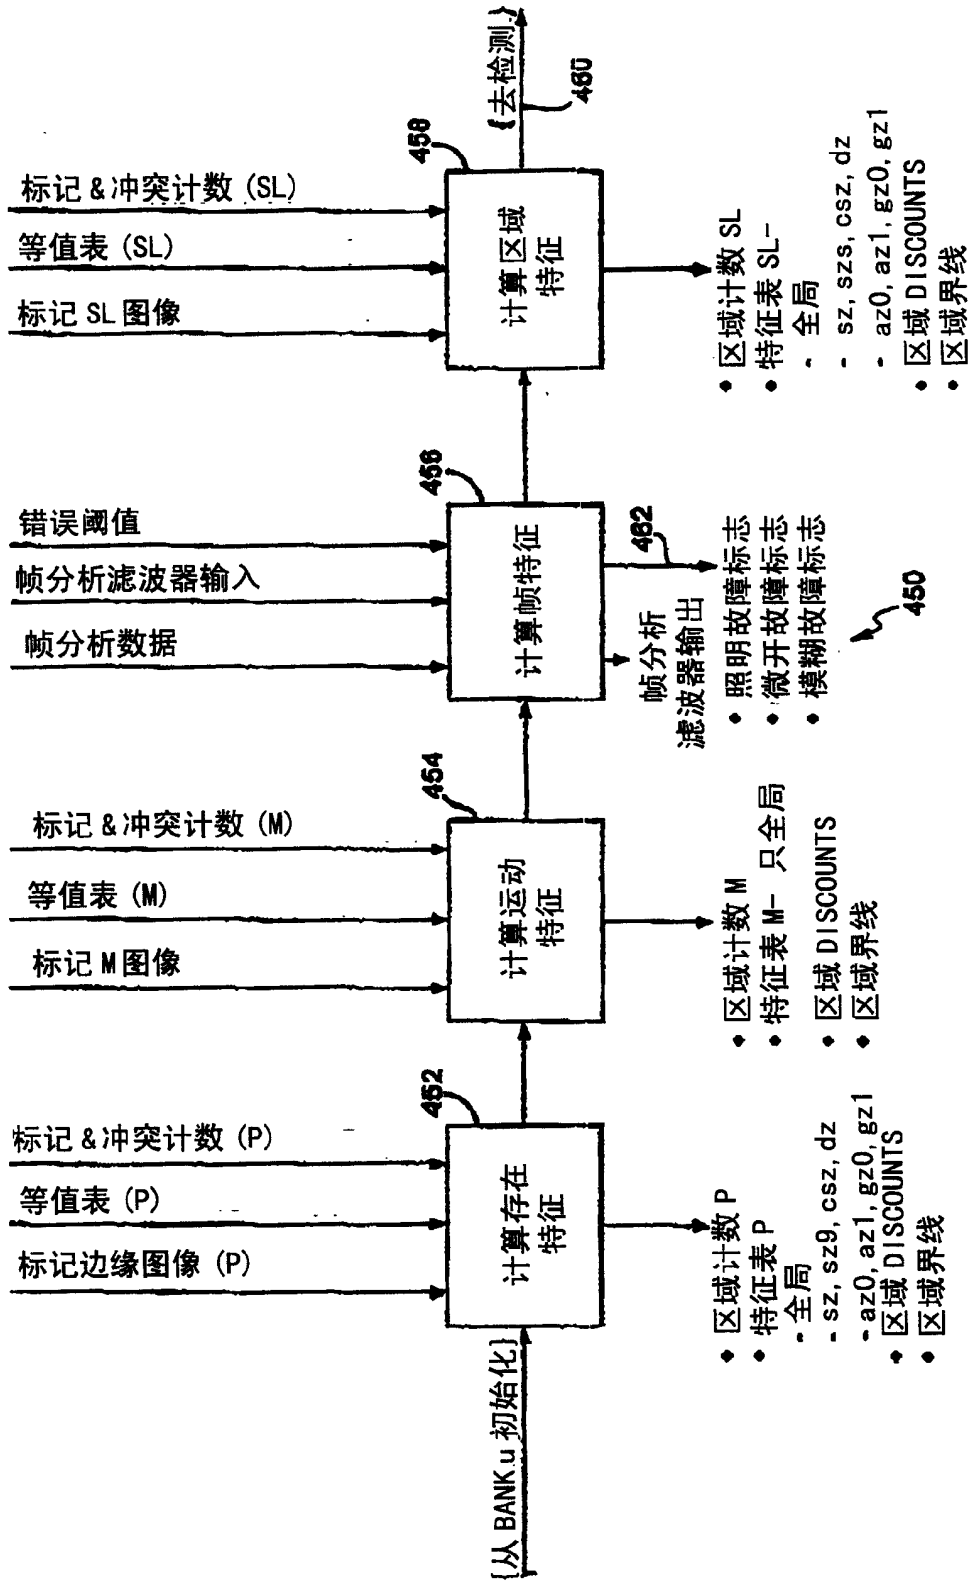 {从 BANK.u 初始化}
标记边缘图像 (P)
等值表 (P)
标记 & 冲突计数 (P)
452
计算存在
特征
• 区域计数 P
• 特征表 P
- 全局
- sz, sz9, csz, dz
- az0, az1, gz0, gz1
• 区域 DISCOUNTS
• 区域界线
标记 M 图像
等值表 (M)
标记 & 冲突计数 (M)
454
计算运动
特征
• 区域计数 M
• 特征表 M- 只全局
• 区域 DISCOUNTS
• 区域界线
帧分析数据
帧分析滤波器输入
错误阈值
456
计算帧特征
帧分析
滤波器输出
462
• 照明故障标志
• 微开故障标志
• 模糊故障标志
450
标记 SL 图像
等值表 (SL)
标记 & 冲突计数 (SL)
458
计算区域
特征
• 区域计数 SL
• 特征表 SL-
- 全局
- sz, szs, csz, dz
- az0, az1, gz0, gz1
• 区域 DISCOUNTS
• 区域界线
{去检测}
460